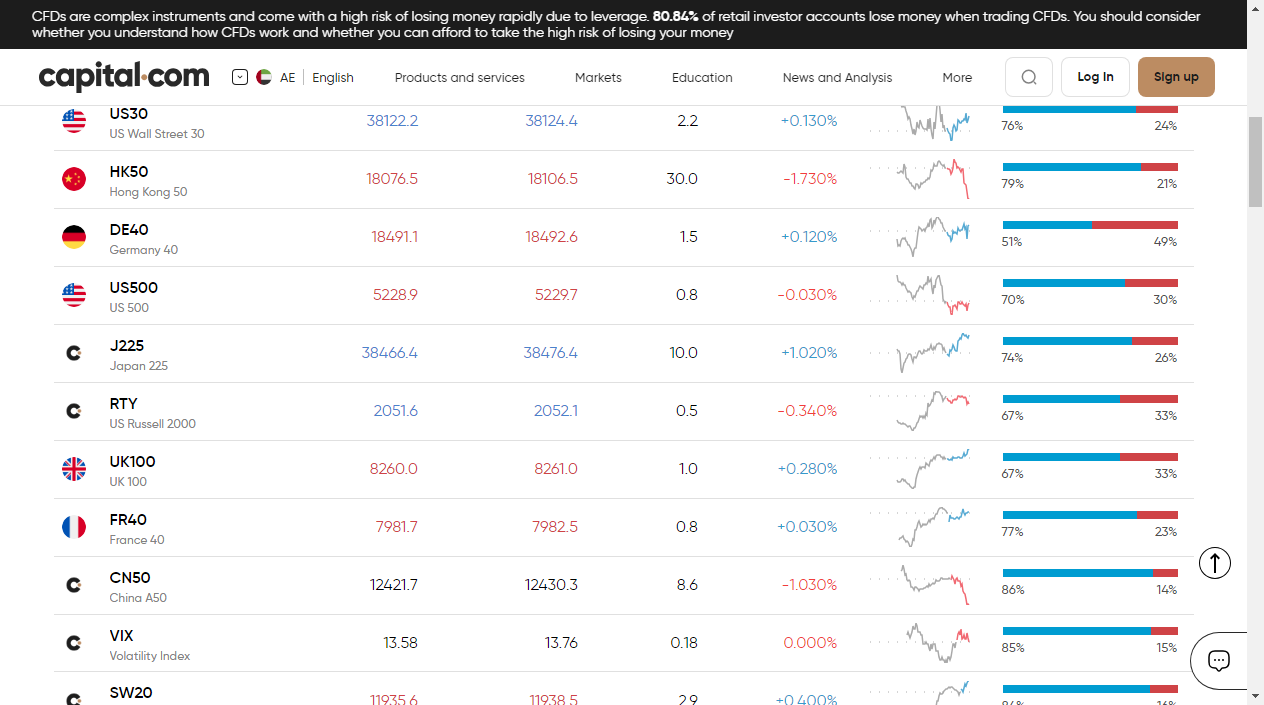 CFDs are complex instruments and come with a high risk of losing money rapidly due to leverage. 80.84% of retail investor accounts lose money when trading CFDs. You should consider
whether you understand how CFDs work and whether you can afford to take the high risk of losing your money
capital.com AE English Products and services Markets Education News and Analysis More Log In Sign up
US30 38122.2 38124.4 2.2 +0.130%
US Wall Street 30 76% 24%
HK50 18076.5 18106.5 30.0 -1.730%
Hong Kong 50 79% 21%
DE40 18491.1 18492.6 1.5 +0.120%
Germany 40 51% 49%
US500 5228.9 5229.7 0.8 -0.030%
US 500 70% 30%
J225 38466.4 38476.4 10.0 +1.020%
Japan 225 74% 26%
RTY 2051.6 2052.1 0.5 -0.340%
US Russell 2000 67% 33%
UK100 8260.0 8261.0 1.0 +0.280%
UK 100 67% 33%
FR40 7981.7 7982.5 0.8 +0.030%
France 40 77% 23%
CN50 12421.7 12430.3 8.6 -1.030%
China A50 86% 14%
VIX 13.58 13.76 0.18 0.000%
Volatility Index 85% 15%
SW20 11935.6 11938.5 2.9 +0.400%